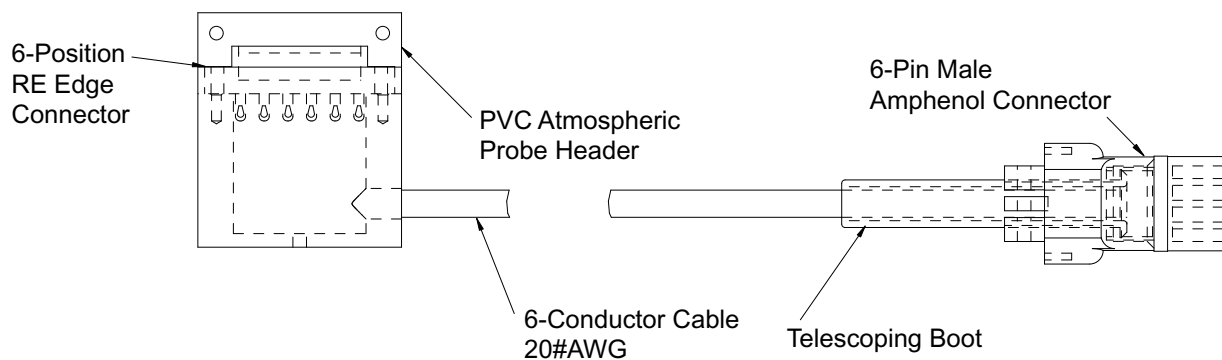 6-Position
RE Edge
Connector
PVC Atmospheric
Probe Header
6-Pin Male
Amphenol Connector
6-Conductor Cable
20#AWG
Telescoping Boot